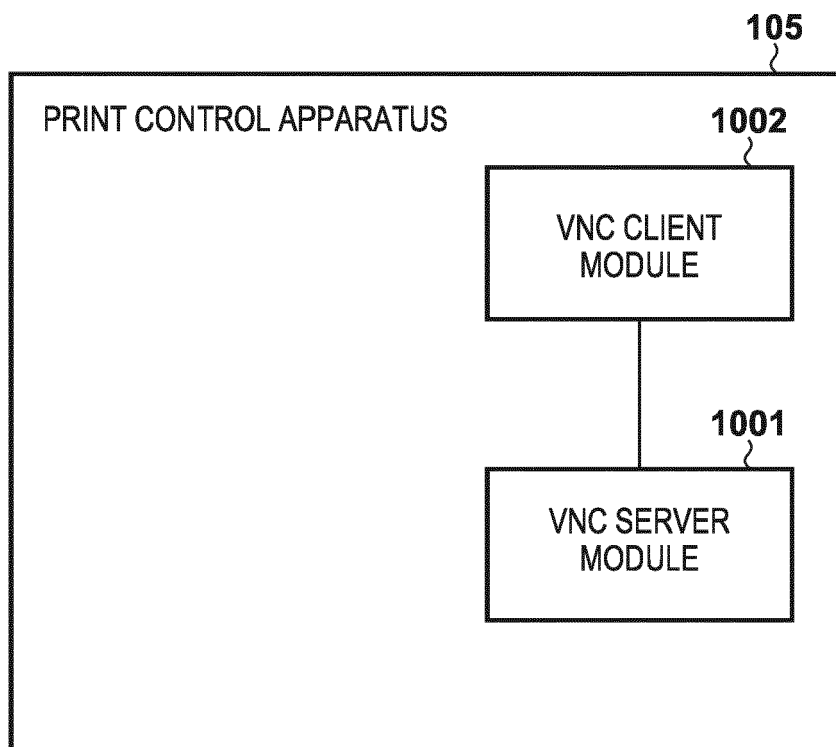 105
PRINT CONTROL APPARATUS
1002
VNC CLIENT
MODULE
1001
VNC SERVER
MODULE